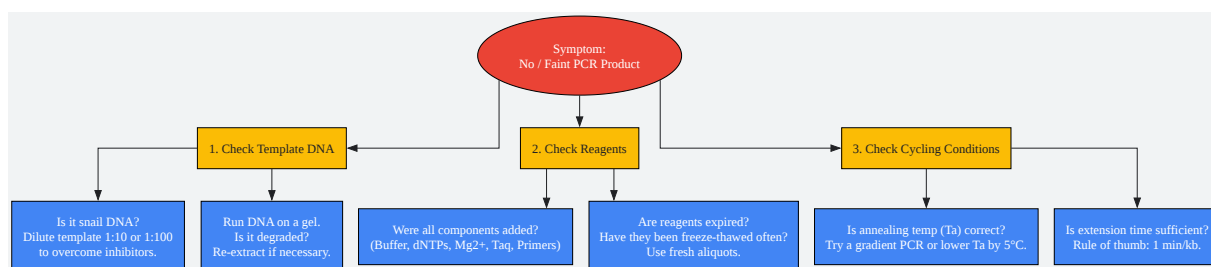 Symptom:
No / Faint PCR Product
1. Check Template DNA
2. Check Reagents
3. Check Cycling Conditions
Is it snail DNA?
Dilute template 1:10 or 1:100
to overcome inhibitors.
Run DNA on a gel.
Is it degraded?
Re-extract if necessary.
Were all components added?
(Buffer, dNTPs, Mg2+, Taq, Primers)
Are reagents expired?
Have they been freeze-thawed often?
Use fresh aliquots.
Is annealing temp (Ta) correct?
Try a gradient PCR or lower Ta by 5°C.
Is extension time sufficient?
Rule of thumb: 1 min/kb.